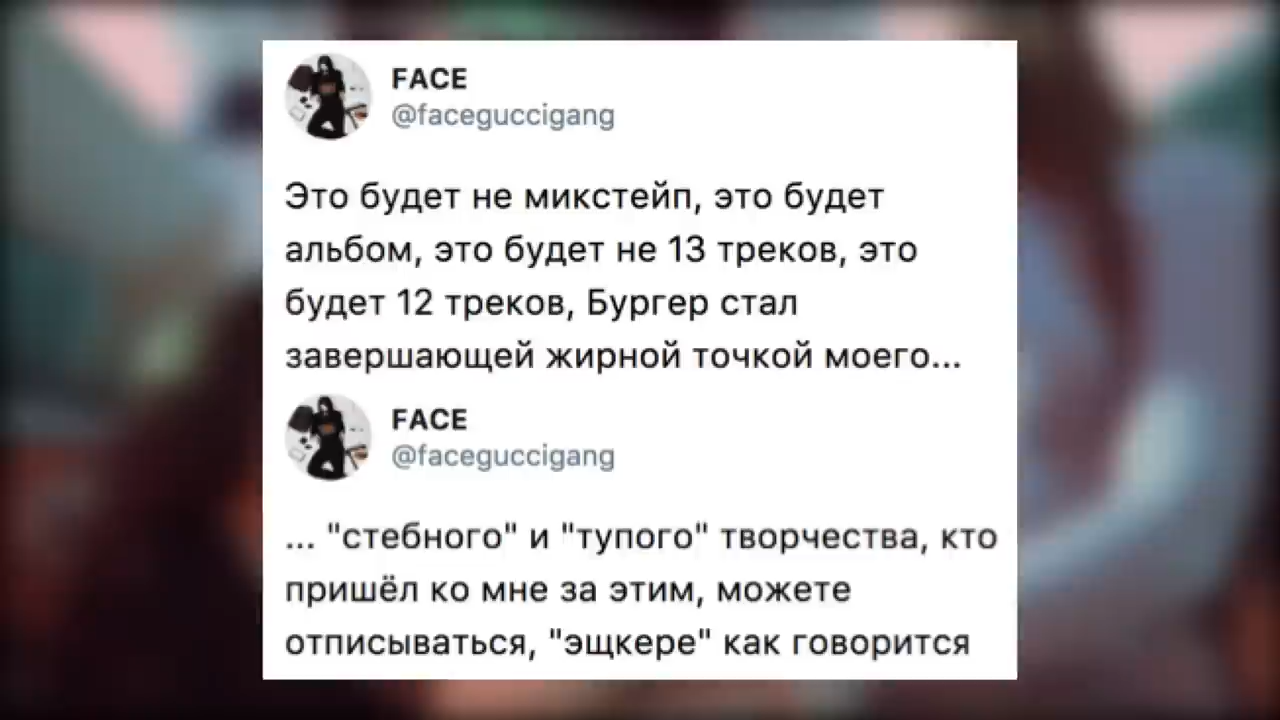 FACE
@faceguccigang
Это будет не микстейп, это будет
альбом, это будет не 13 треков, это
будет 12 треков, Бургер стал
завершающей жирной точкой моего...
FACE
@faceguccigang
... "стебного" и "тупого" творчества, кто
пришёл ко мне за этим, можете
отписываться, "эщкере" как говорится